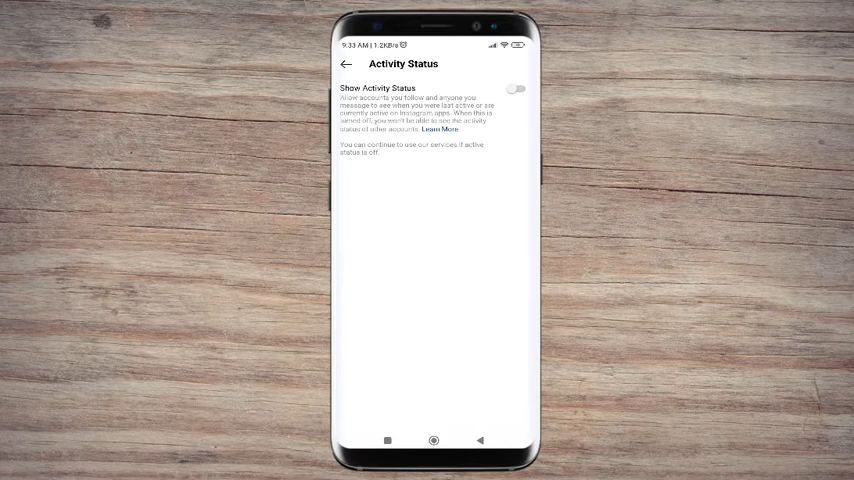 9:33 AM | 1.2KB/s
Activity Status
Show Activity Status
Allow accounts you follow and anyone you
message to see when you were last active or are
currently active on Instagram apps. When this is
turned off, you won't be able to see the activity
status of other accounts. Learn More
You can continue to use our services if active
status is off.